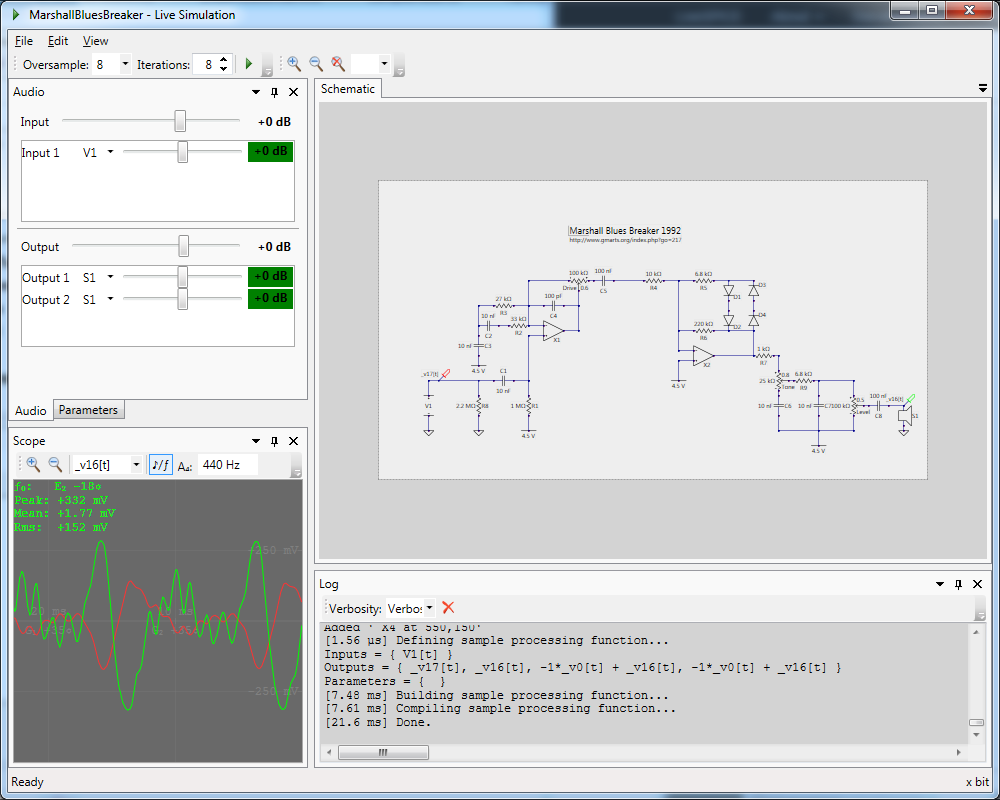 MarshallBluesBreaker - Live Simulation
File Edit View
Oversample: 8 Iterations: 8
Audio
Input +0 dB
Input 1 V1 +0 dB
Output +0 dB
Output 1 S1 +0 dB
Output 2 S1 +0 dB
Audio Parameters
Scope
_v16[t] ♪/f A₄: 440 Hz
f₀: E₂ -18¢
Peak: +332 mV
Mean: +1.77 mV
Rms: +152 mV
+250 mV
-250 mV
Schematic
Marshall Blues Breaker 1992
http://www.gmarts.org/index.php?go=217
100 kΩ
Drive 0.6
100 nF
C5
10 kΩ
R4
6.8 kΩ
R5
D1
D3
D2
D4
27 kΩ
R3
100 pF
C4
10 nF
C2
33 kΩ
R2
X1
10 nF C3
4.5 V
220 kΩ
R6
X2
4.5 V
1 kΩ
R7
_v17[t]
C1
10 nF
V1
2.2 MΩ R8
1 MΩ R1
4.5 V
25 kΩ 0.8
Tone
6.8 kΩ
R9
10 nF C6
10 nF C7
100 kΩ 0.5
Level
100 nF
C8
_v16[t]
S1
4.5 V
Log
Verbosity: Verbos
Added ' X4 at 550,150'
[1.56 µs] Defining sample processing function...
Inputs = { V1[t] }
Outputs = { _v17[t], _v16[t], -1*_v0[t] + _v16[t], -1*_v0[t] + _v16[t] }
Parameters = { }
[7.48 ms] Building sample processing function...
[7.61 ms] Compiling sample processing function...
[21.6 ms] Done.
Ready
x bit